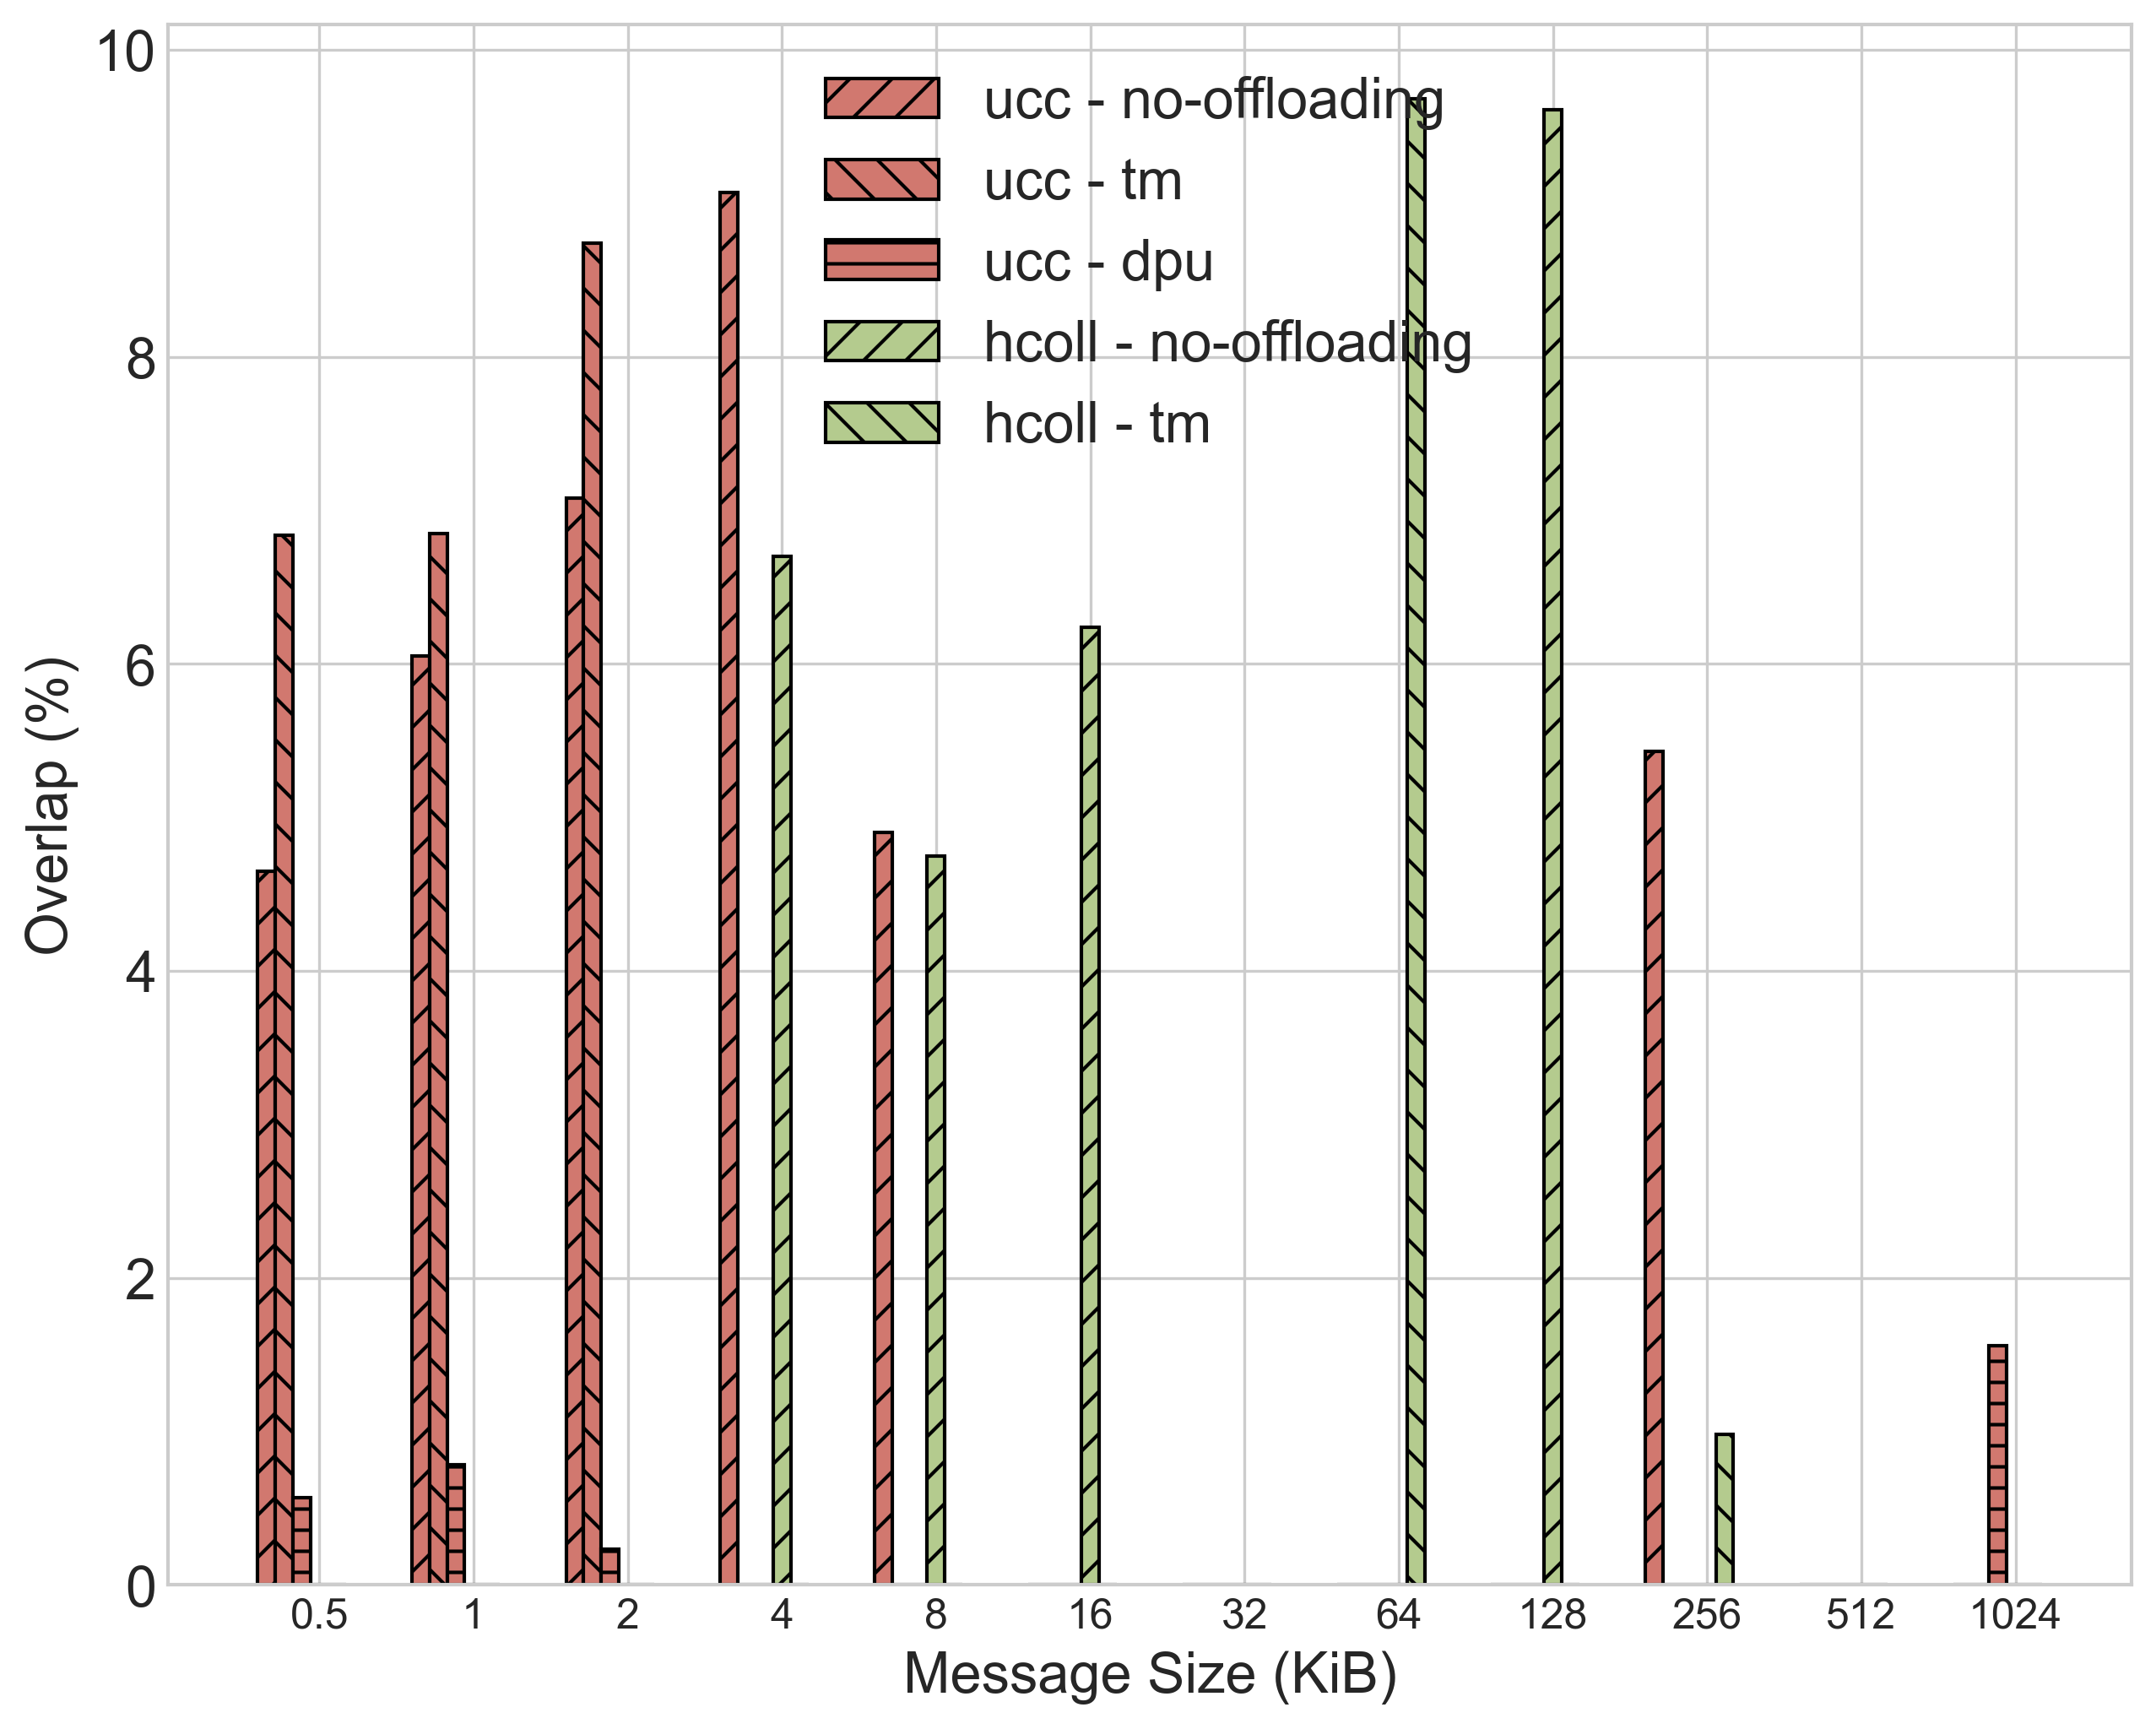 10
8
6
4
2
0
Overlap (%)
ucc - no-offloading
ucc - tm
ucc - dpu
hcoll - no-offloading
hcoll - tm
0.5 1 2 4 8 16 32 64 128 256 512 1024
Message Size (KiB)